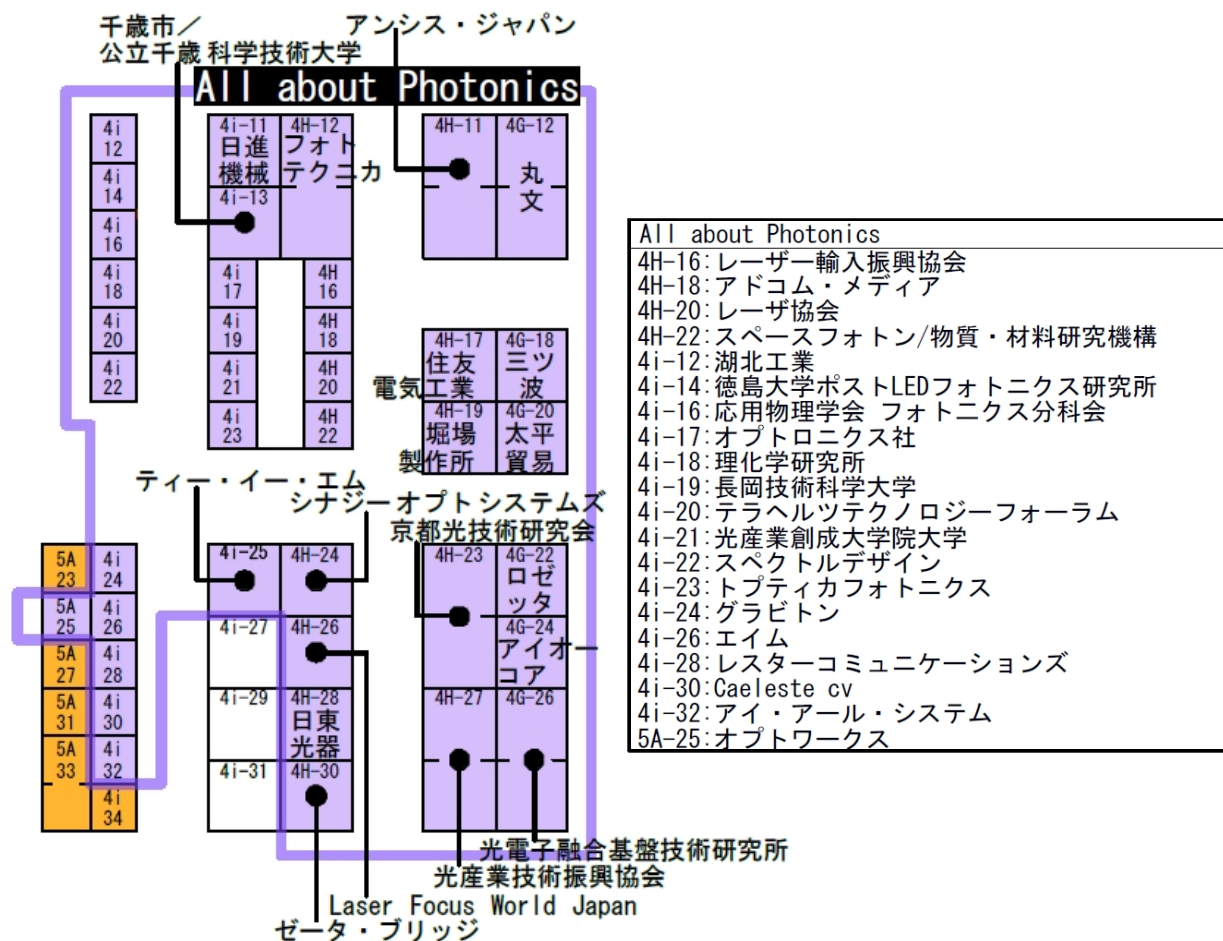 千歳市／
公立千歳科学技術大学
アンシス・ジャパン
All about Photonics
4i
12
4i
14
4i
16
4i
18
4i
20
4i
22
4i-11
日進
機械
4H-12
フォト
テクニカ
4i-13
4i
17
4i
19
4i
21
4i
23
4H
16
4H
18
4H
20
4H
22
4H-11
4G-12
丸
文
4H-17
住友
電気工業
4G-18
三ツ
波
4H-19
堀場
製作所
4G-20
太平
貿易
ティー・イー・エム
シナジーオプトシステムズ
京都光技術研究会
5A
23
4i
24
5A
25
4i
26
5A
27
4i
28
5A
31
4i
30
5A
33
4i
32
4i
34
4i-25
4H-24
4i-27
4H-26
4i-29
4H-28
日東
光器
4i-31
4H-30
4H-23
4G-22
ロゼ
ッタ
4G-24
アイオー
コア
4H-27
4G-26
光電子融合基盤技術研究所
光産業技術振興協会
Laser Focus World Japan
ゼータ・ブリッジ
All about Photonics
4H-16:レーザー輸入振興協会
4H-18:アドコム・メディア
4H-20:レーザ協会
4H-22:スペースフォトン/物質・材料研究機構
4i-12:湖北工業
4i-14:徳島大学ポストLEDフォトニクス研究所
4i-16:応用物理学会 フォトニクス分科会
4i-17:オプトロニクス社
4i-18:理化学研究所
4i-19:長岡技術科学大学
4i-20:テラヘルツテクノロジーフォーラム
4i-21:光産業創成大学院大学
4i-22:スペクトルデザイン
4i-23:トプティカフォトニクス
4i-24:グラビトン
4i-26:エイム
4i-28:レスターコミュニケーションズ
4i-30:Caeleste cv
4i-32:アイ・アール・システム
5A-25:オプトワークス